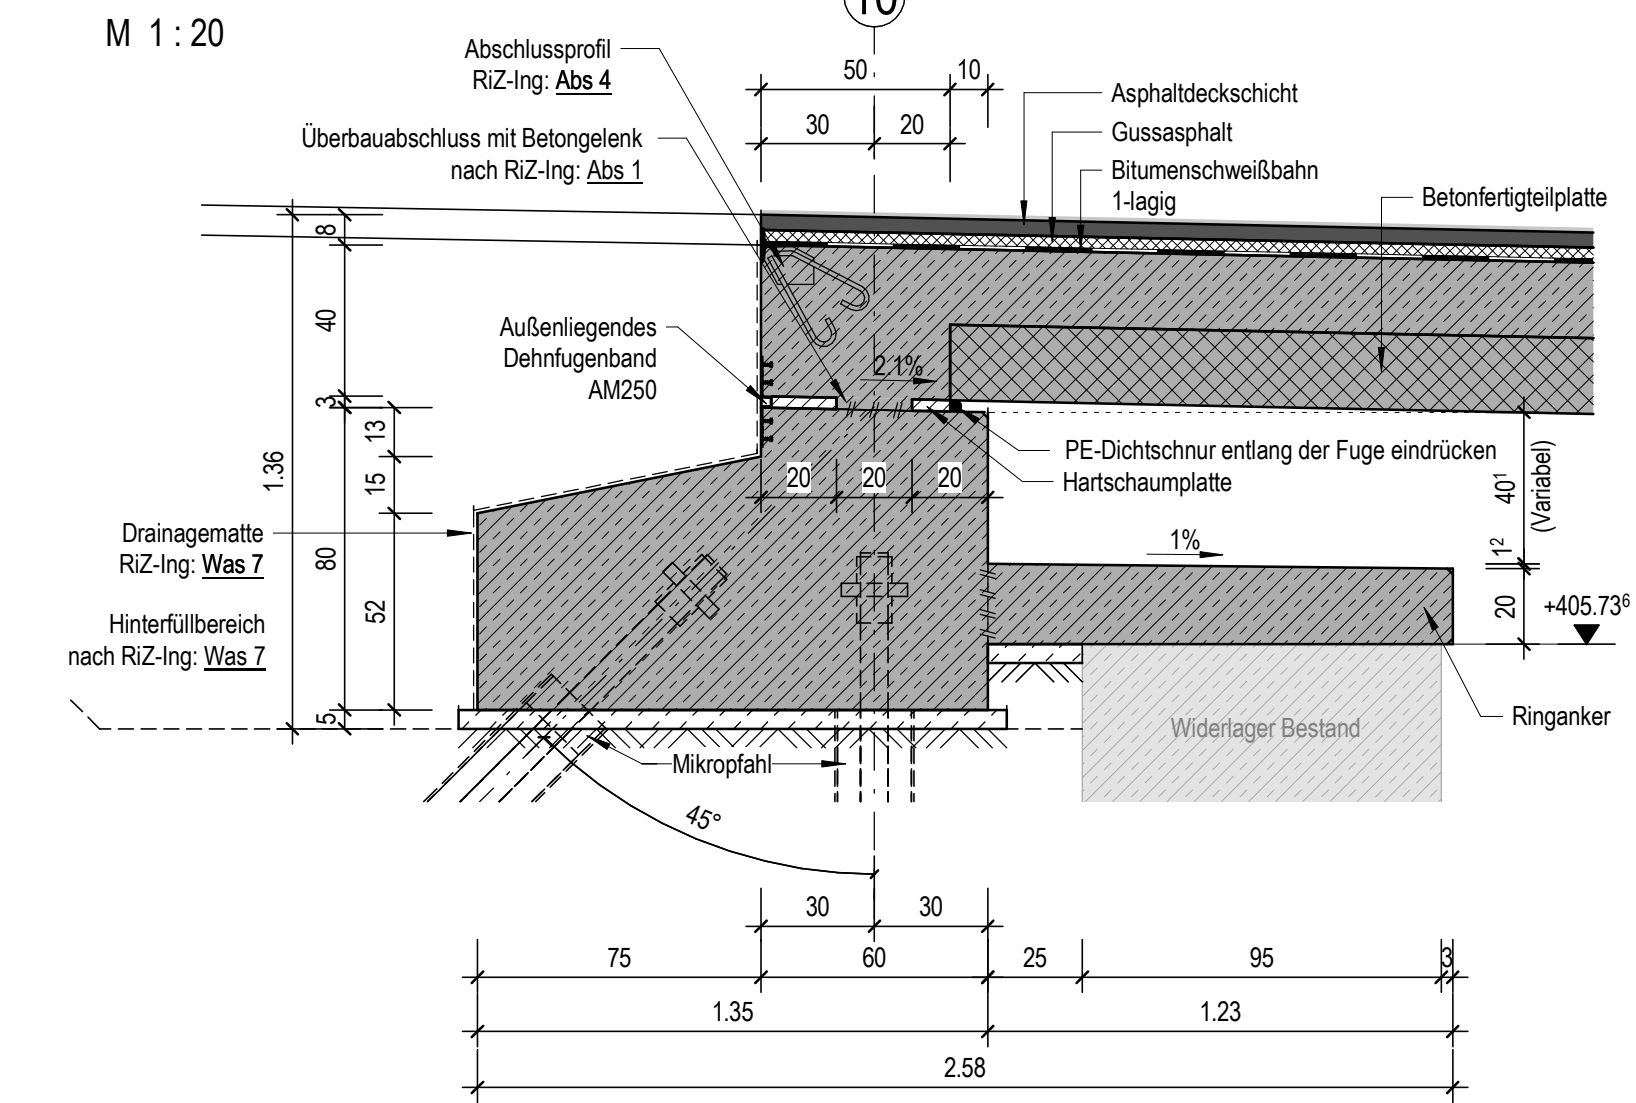 10
M 1 : 20
Abschlussprofil
RiZ-Ing: Abs 4
50
10
Asphaltdeckschicht
30
20
Gussasphalt
Überbauabschluss mit Betongelenk
nach RiZ-Ing: Abs 1
Bitumenschweißbahn
1-lagig
Betonfertigteilplatte
8
40
Außenliegendes
Dehnfugenband
AM250
2.1%
3
13
1.36
15
20
20
20
PE-Dichtschnur entlang der Fuge eindrücken
Hartschaumplatte
40¹
(Variabel)
Drainagematte
RiZ-Ing: Was 7
80
52
1%
1²
20
+405.73⁶
Hinterfüllbereich
nach RiZ-Ing: Was 7
5
Widerlager Bestand
Ringanker
Mikropfahl
45°
30
30
75
60
25
95
3
1.35
1.23
2.58